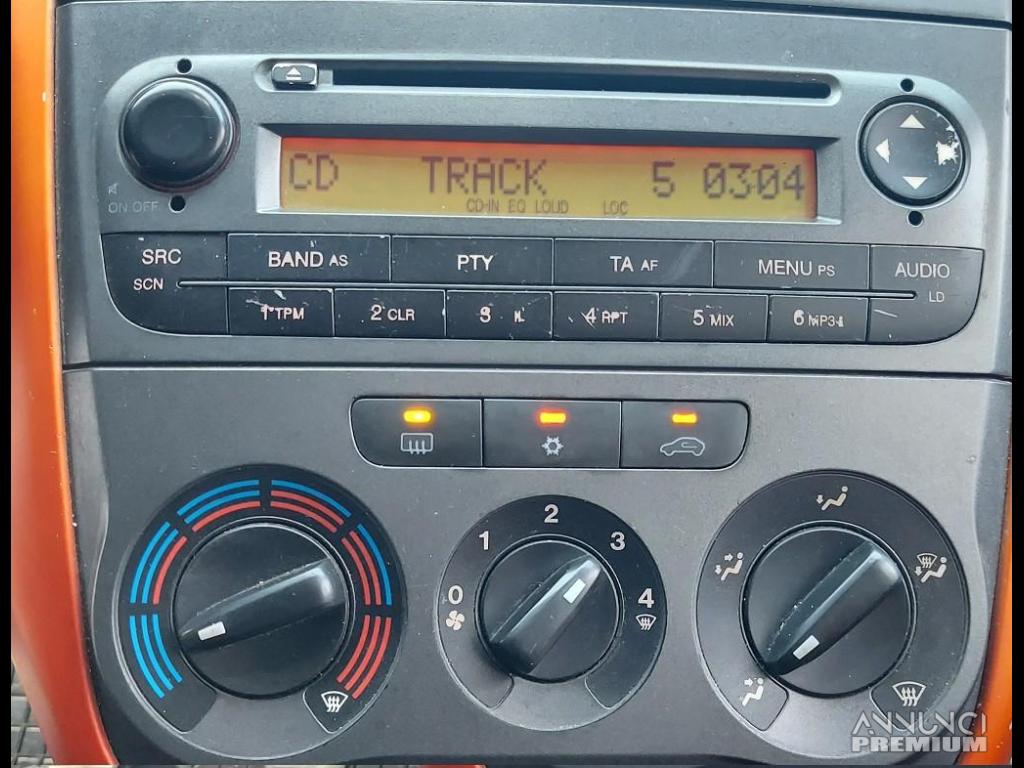 CD TRACK 5 0304
CD-IN EQ LOUD LOC
ON OFF
SRC BAND AS PTY TA AF MENU PS AUDIO
SCN LD
1 TPM 2 CLR 3 4 RPT 5 MIX 6 MP3
0 1 2 3 4
ANNUNCI
PREMIUM